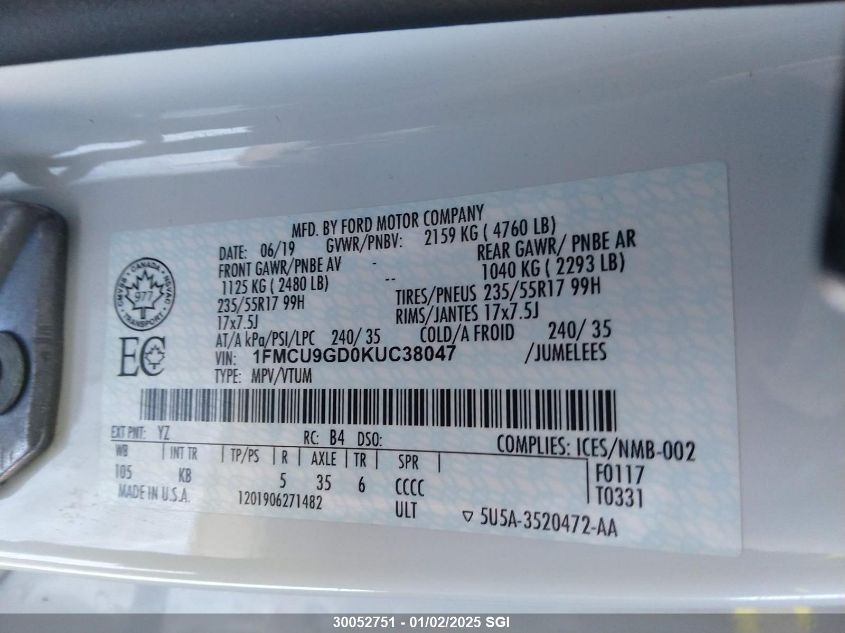 MFD. BY FORD MOTOR COMPANY
DATE: 06/19 GVWR/PNBV: 2159 KG ( 4760 LB)
FRONT GAWR/PNBE AV - REAR GAWR/ PNBE AR
1125 KG ( 2480 LB) -- 1040 KG ( 2293 LB)
235/55R17 99H TIRES/PNEUS 235/55R17 99H
17x7.5J RIMS/JANTES 17x7.5J
AT/A kPa/PSI/LPC 240/ 35 COLD/A FROID 240/ 35
VIN: 1FMCU9GD0KUC38047 /JUMELEES
TYPE: MPV/VTUM
CANADA
977
TRANSPORT
EC
EXT PNT: YZ RC: B4 DSO: COMPLIES: ICES/NMB-002
WB INT TR TP/PS R AXLE TR SPR F0117
105 KB 5 35 6 CCCC T0331
MADE IN U.S.A. 1201906271482 ULT ▽ 5U5A-3520472-AA
30052751 - 01/02/2025 SGI